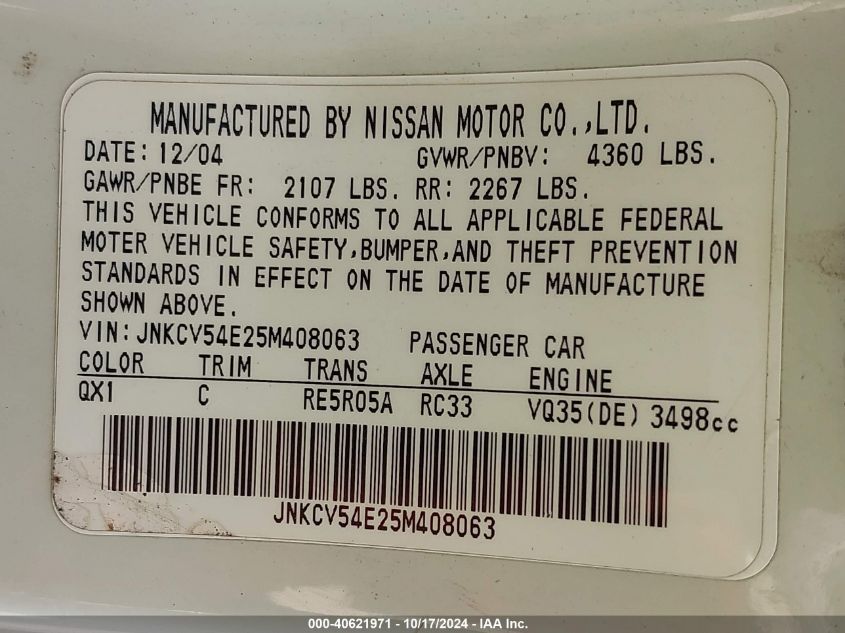 MANUFACTURED BY NISSAN MOTOR CO.,LTD.
DATE: 12/04 GVWR/PNBV: 4360 LBS.
GAWR/PNBE FR: 2107 LBS. RR: 2267 LBS.
THIS VEHICLE CONFORMS TO ALL APPLICABLE FEDERAL
MOTER VEHICLE SAFETY,BUMPER,AND THEFT PREVENTION
STANDARDS IN EFFECT ON THE DATE OF MANUFACTURE
SHOWN ABOVE.
VIN: JNKCV54E25M408063 PASSENGER CAR
COLOR TRIM TRANS AXLE ENGINE
QX1 C RE5R05A RC33 VQ35(DE) 3498cc
JNKCV54E25M408063
000-40621971 - 10/17/2024 - IAA Inc.